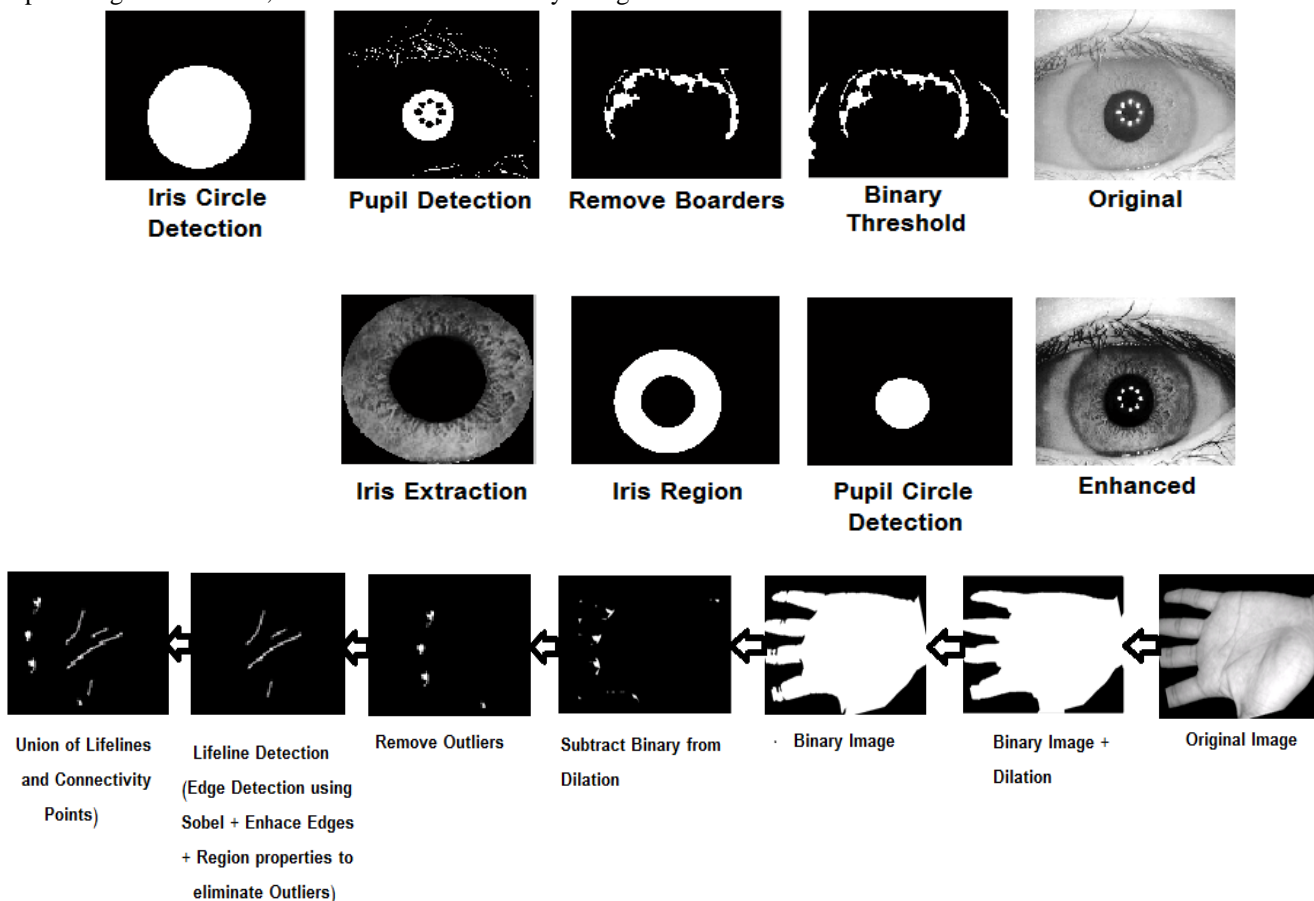 Iris Circle
Detection
Pupil Detection
Remove Boarders
Binary
Threshold
Original
Iris Extraction
Iris Region
Pupil Circle
Detection
Enhanced
Union of Lifelines
and Connectivity
Points)
Lifeline Detection
(Edge Detection using
Sobel + Enhace Edges
+ Region properties to
eliminate Outliers)
Remove Outliers
Subtract Binary from
Dilation
· Binary Image
Binary Image +
Dilation
Original Image